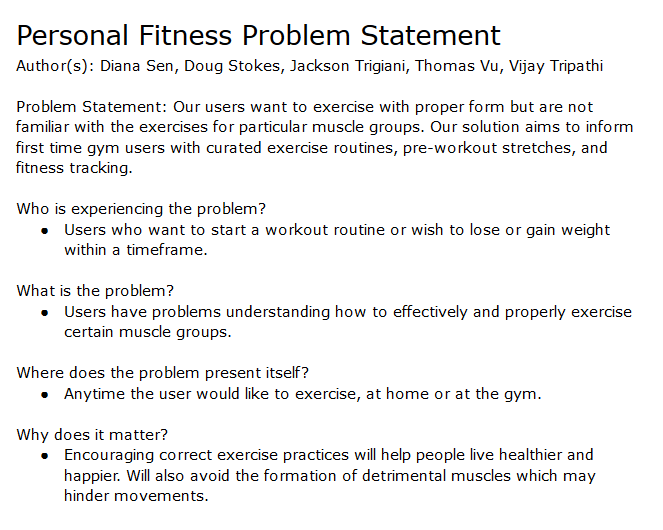 Personal Fitness Problem Statement
Author(s): Diana Sen, Doug Stokes, Jackson Trigiani, Thomas Vu, Vijay Tripathi
Problem Statement: Our users want to exercise with proper form but are not
familiar with the exercises for particular muscle groups. Our solution aims to inform
first time gym users with curated exercise routines, pre-workout stretches, and
fitness tracking.
Who is experiencing the problem?
● Users who want to start a workout routine or wish to lose or gain weight
within a timeframe.
What is the problem?
● Users have problems understanding how to effectively and properly exercise
certain muscle groups.
Where does the problem present itself?
● Anytime the user would like to exercise, at home or at the gym.
Why does it matter?
● Encouraging correct exercise practices will help people live healthier and
happier. Will also avoid the formation of detrimental muscles which may
hinder movements.